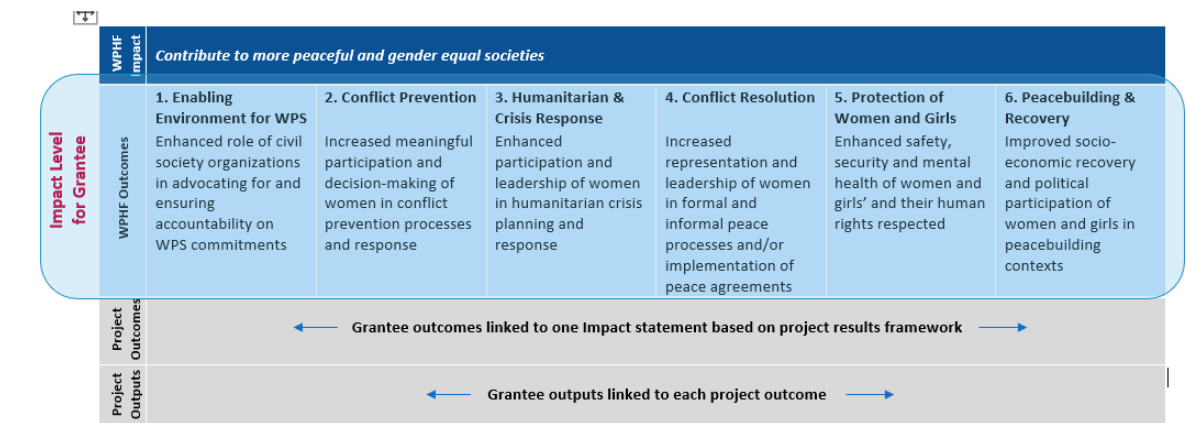 WPHF
Impact
Contribute to more peaceful and gender equal societies
Impact Level
for Grantee
WPHF Outcomes
1. Enabling
Environment for WPS
Enhanced role of civil
society organizations
in advocating for and
ensuring
accountability on
WPS commitments
2. Conflict Prevention
Increased meaningful
participation and
decision-making of
women in conflict
prevention processes
and response
3. Humanitarian &
Crisis Response
Enhanced
participation and
leadership of women
in humanitarian crisis
planning and
response
4. Conflict Resolution
Increased
representation and
leadership of women
in formal and
informal peace
processes and/or
implementation of
peace agreements
5. Protection of
Women and Girls
Enhanced safety,
security and mental
health of women and
girls’ and their human
rights respected
6. Peacebuilding &
Recovery
Improved socio-
economic recovery
and political
participation of
women and girls in
peacebuilding
contexts
Project
Outcomes
Grantee outcomes linked to one Impact statement based on project results framework
Project
Outputs
Grantee outputs linked to each project outcome